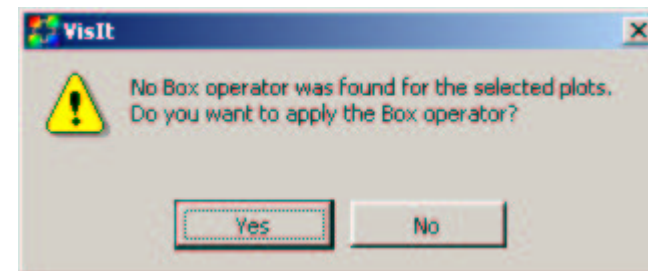 VisIt
No Box operator was found for the selected plots.
Do you want to apply the Box operator?
Yes
No